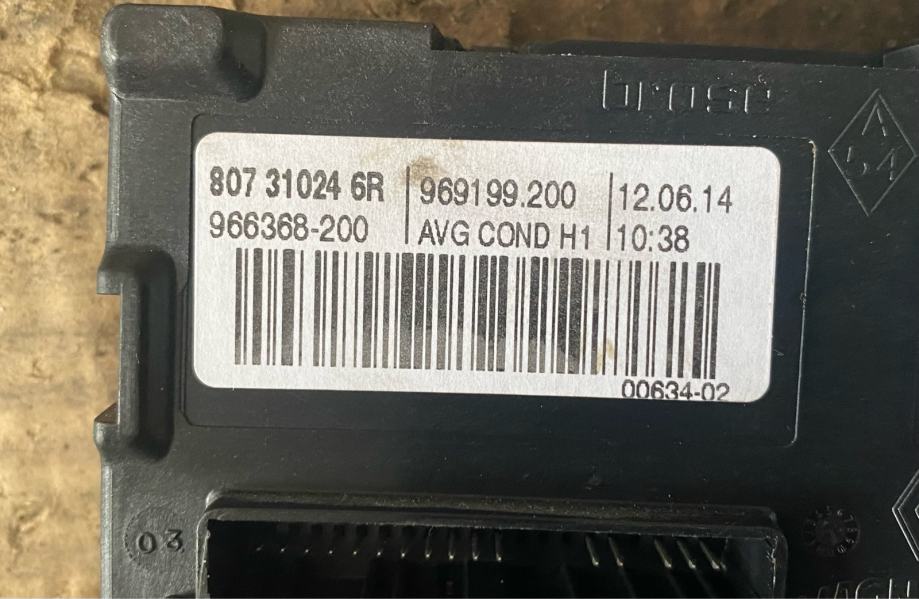 brose
807 31024 6R
966368-200
969199.200
AVG COND H1
12.06.14
10:38
00634-02
03